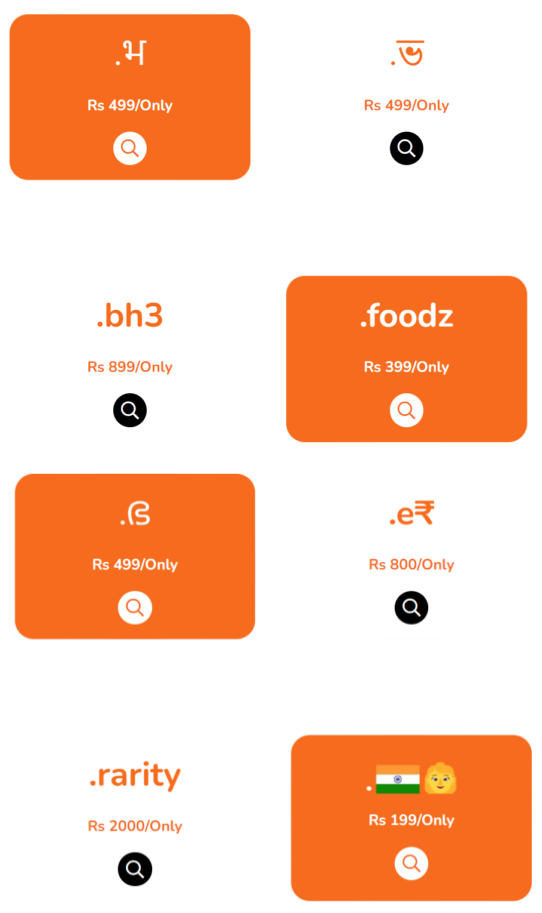 .भ
Rs 499/Only
.ভ
Rs 499/Only
.bh3
Rs 899/Only
.foodz
Rs 399/Only
.ഭ
Rs 499/Only
.e₹
Rs 800/Only
.rarity
Rs 2000/Only
.🇮🇳👩
Rs 199/Only